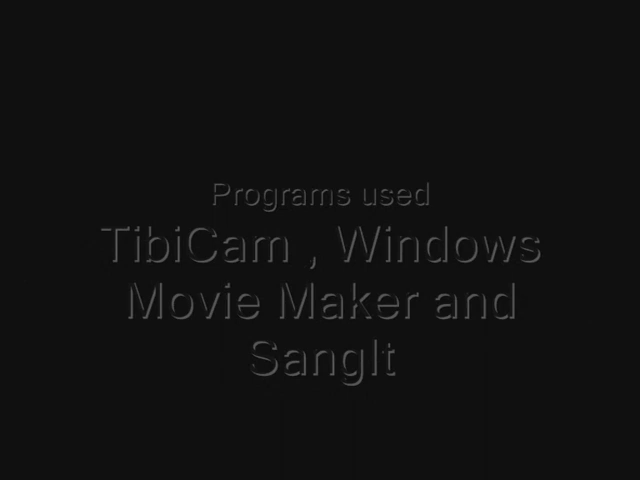 Programs used
TibiCam , Windows
Movie Maker and
SangIt